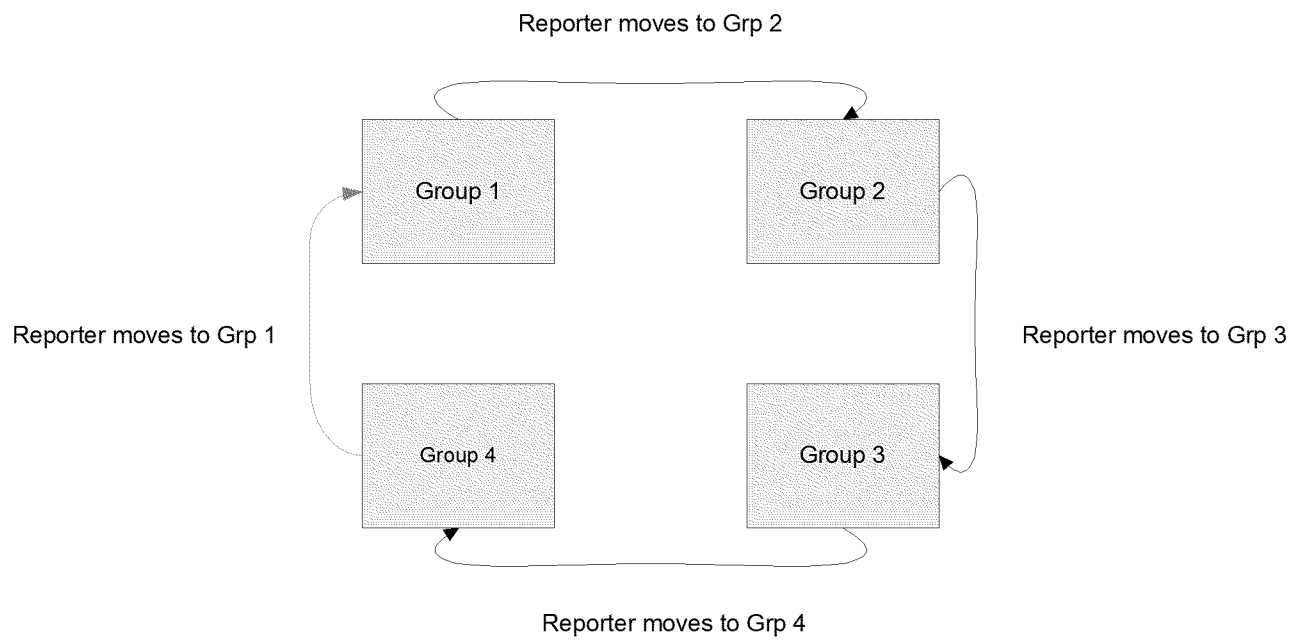 Reporter moves to Grp 2
Group 1
Group 2
Reporter moves to Grp 1
Reporter moves to Grp 3
Group 4
Group 3
Reporter moves to Grp 4